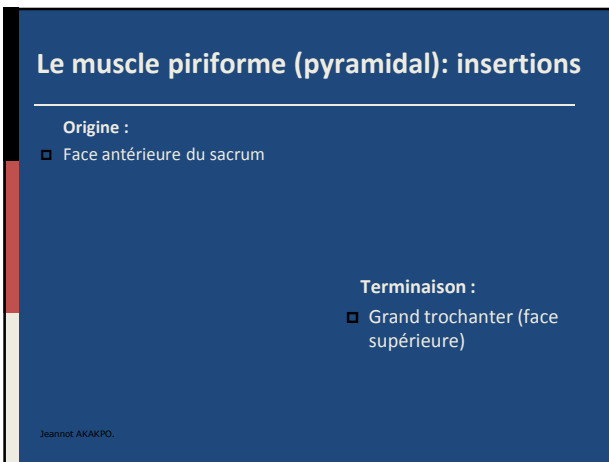 Le muscle piriforme (pyramidal): insertions
Origine :
Face antérieure du sacrum
Terminaison :
Grand trochanter (face
supérieure)
Jeannot AKAKPO.